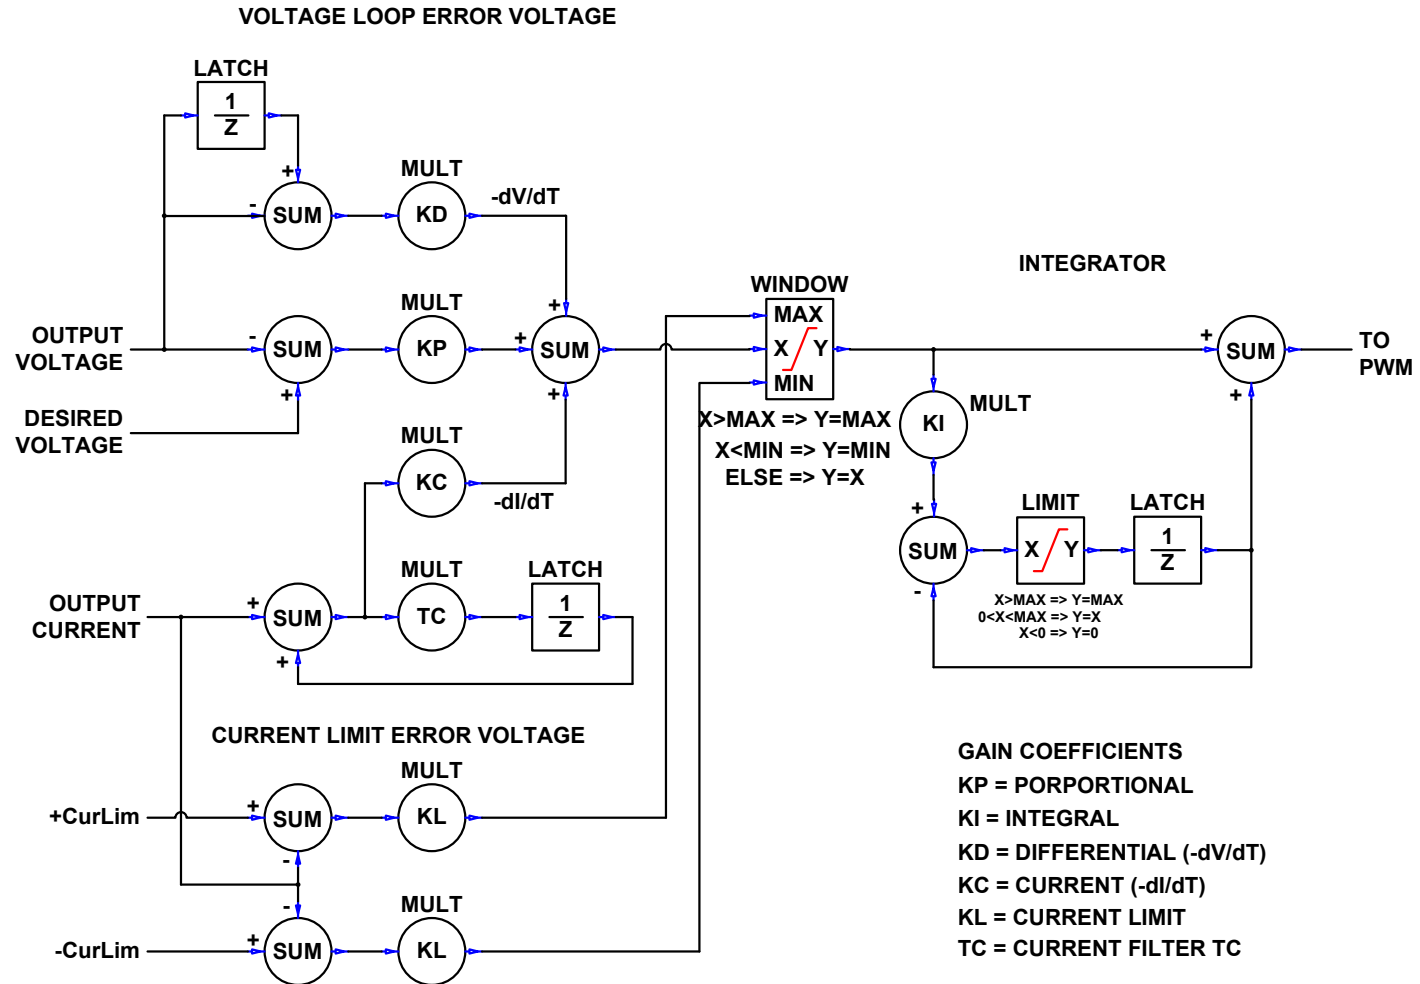 VOLTAGE LOOP ERROR VOLTAGE
LATCH
1
Z
+
-
SUM
MULT
KD
-dV/dT
OUTPUT
VOLTAGE
-
SUM
+
MULT
KP
DESIRED
VOLTAGE
+
+
SUM
+
MULT
KC
-dI/dT
OUTPUT
CURRENT
+
SUM
+
MULT
TC
LATCH
1
Z
CURRENT LIMIT ERROR VOLTAGE
+CurLim
+
SUM
-
MULT
KL
-CurLim
-
+
SUM
MULT
KL
WINDOW
MAX
X Y
MIN
X>MAX => Y=MAX
X<MIN => Y=MIN
ELSE => Y=X
INTEGRATOR
KI
MULT
+
SUM
-
LIMIT
X Y
X>MAX => Y=MAX
0<X<MAX => Y=X
X<0 => Y=0
LATCH
1
Z
+
SUM
+
TO
PWM
GAIN COEFFICIENTS
KP = PORPORTIONAL
KI = INTEGRAL
KD = DIFFERENTIAL (-dV/dT)
KC = CURRENT (-dI/dT)
KL = CURRENT LIMIT
TC = CURRENT FILTER TC